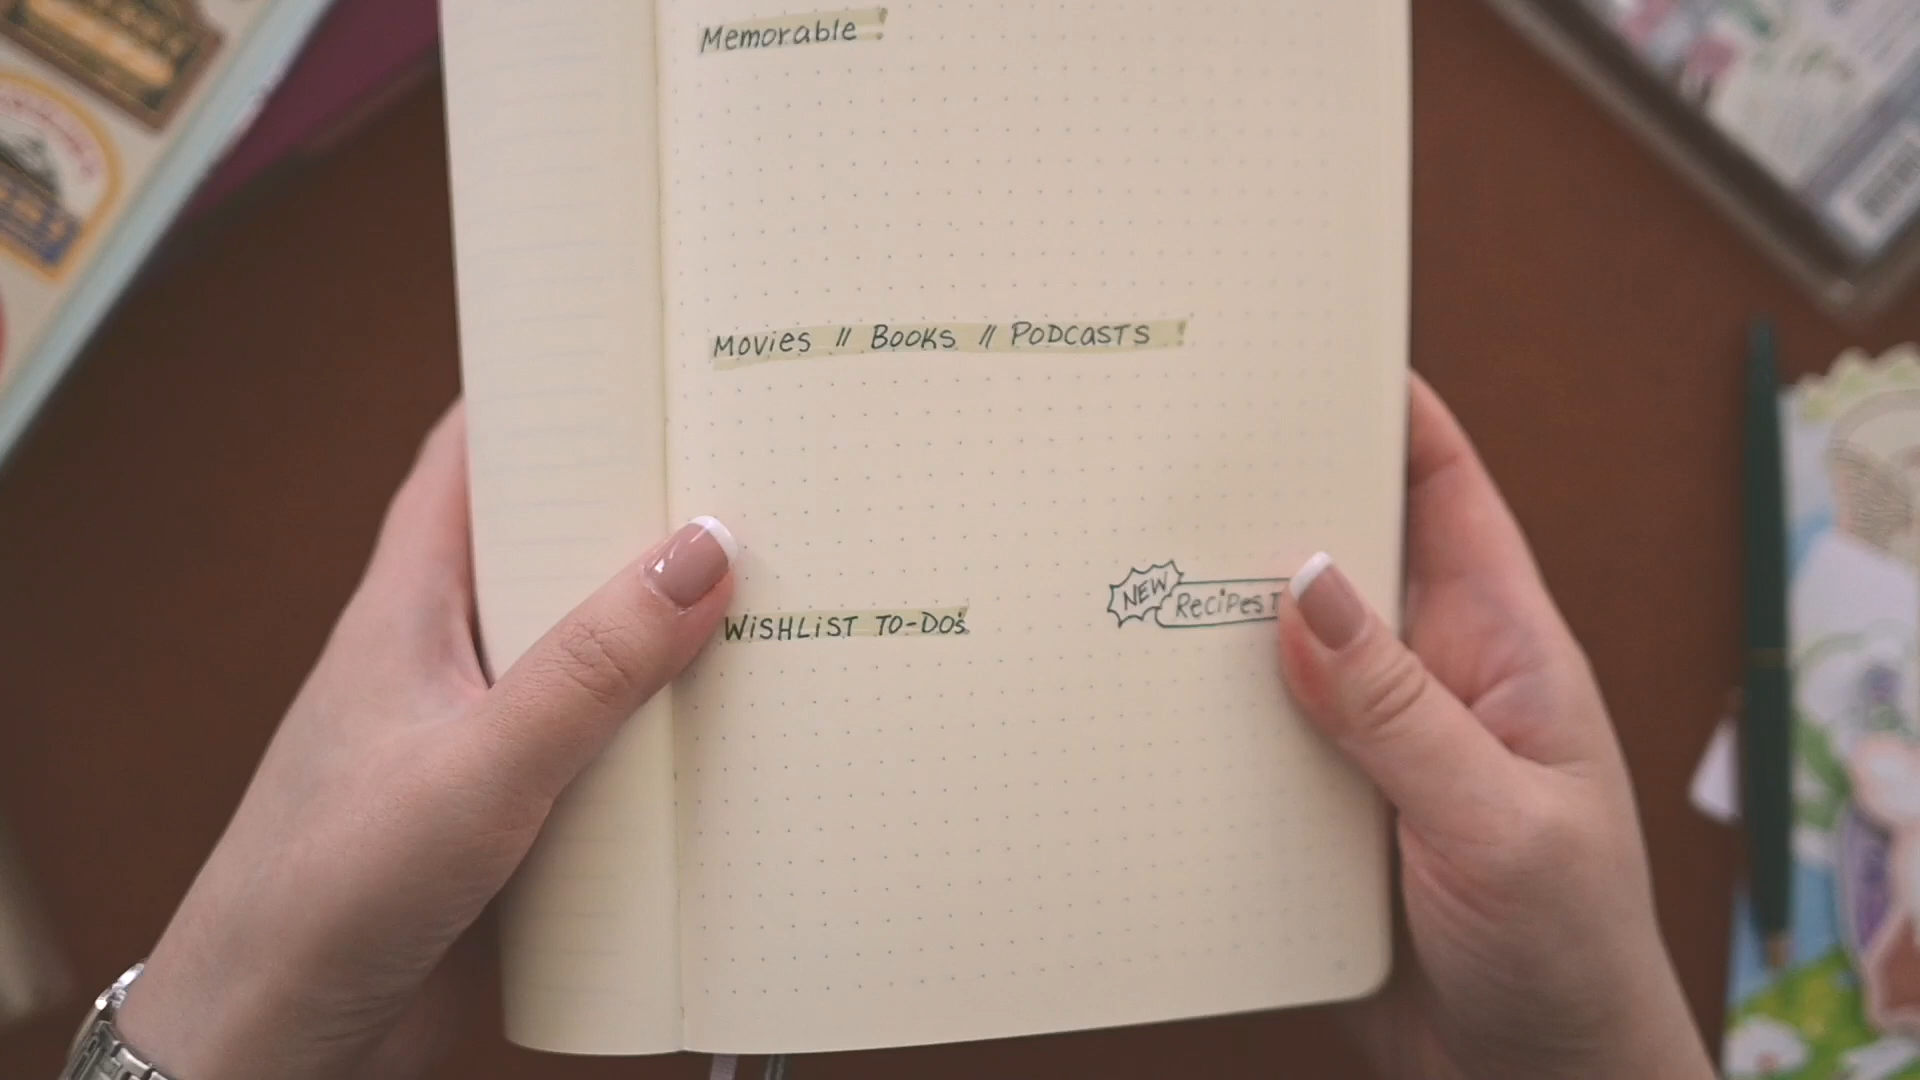 Memorable :
Movies // Books // Podcasts :
Wishlist To-Do's
NEW
Recipes